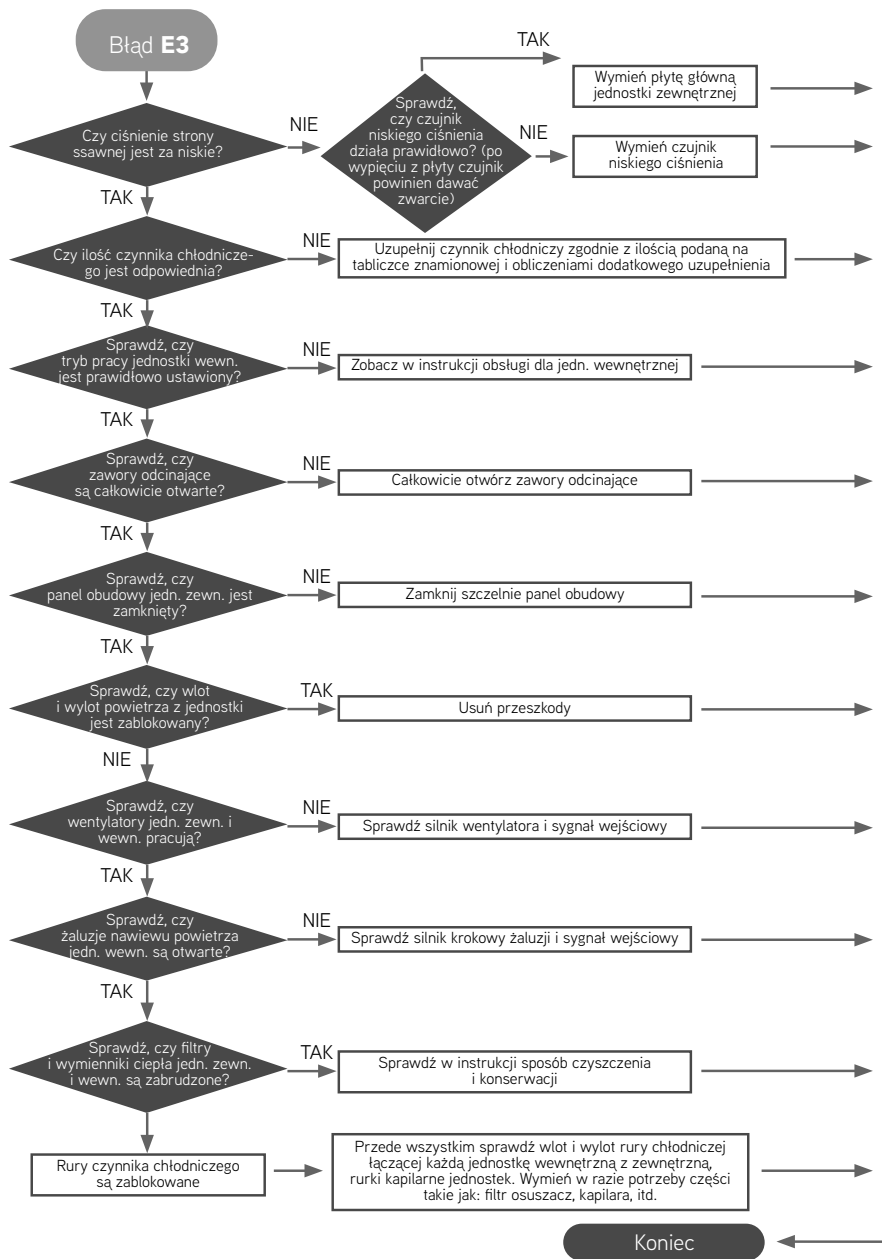 Błąd E3
TAK
Wymień płytę główną
jednostki zewnętrznej
Czy ciśnienie strony
ssawnej jest za niskie?
NIE
Sprawdź,
czy czujnik
niskiego ciśnienia
działa prawidłowo? (po
wypięciu z płyty czujnik
powinien dawać
zwarcie)
NIE
Wymień czujnik
niskiego ciśnienia
TAK
Czy ilość czynnika chłodnicze-
go jest odpowiednia?
NIE
Uzupełnij czynnik chłodniczy zgodnie z ilością podaną na
tabliczce znamionowej i obliczeniami dodatkowego uzupełnienia
TAK
Sprawdź, czy
tryb pracy jednostki wewn.
jest prawidłowo ustawiony?
NIE
Zobacz w instrukcji obsługi dla jedn. wewnętrznej
TAK
Sprawdź, czy
zawory odcinające
są całkowicie otwarte?
NIE
Całkowicie otwórz zawory odcinające
TAK
Sprawdź, czy
panel obudowy jedn. zewn. jest
zamknięty?
NIE
Zamknij szczelnie panel obudowy
TAK
Sprawdź, czy wlot
i wylot powietrza z jednostki
jest zablokowany?
TAK
Usuń przeszkody
NIE
Sprawdź, czy
wentylatory jedn. zewn. i
wewn. pracują?
NIE
Sprawdź silnik wentylatora i sygnał wejściowy
TAK
Sprawdź, czy
żaluzje nawiewu powietrza
jedn. wewn. są otwarte?
NIE
Sprawdź silnik krokowy żaluzji i sygnał wejściowy
TAK
Sprawdź, czy filtry
i wymienniki ciepła jedn. zewn.
i wewn. są zabrudzone?
TAK
Sprawdź w instrukcji sposób czyszczenia
i konserwacji
Rury czynnika chłodniczego
są zablokowane
Przede wszystkim sprawdź wlot i wylot rury chłodniczej
łączącej każdą jednostkę wewnętrzną z zewnętrzną,
rurki kapilarne jednostek. Wymień w razie potrzeby części
takie jak: filtr osuszacz, kapilara, itd.
Koniec